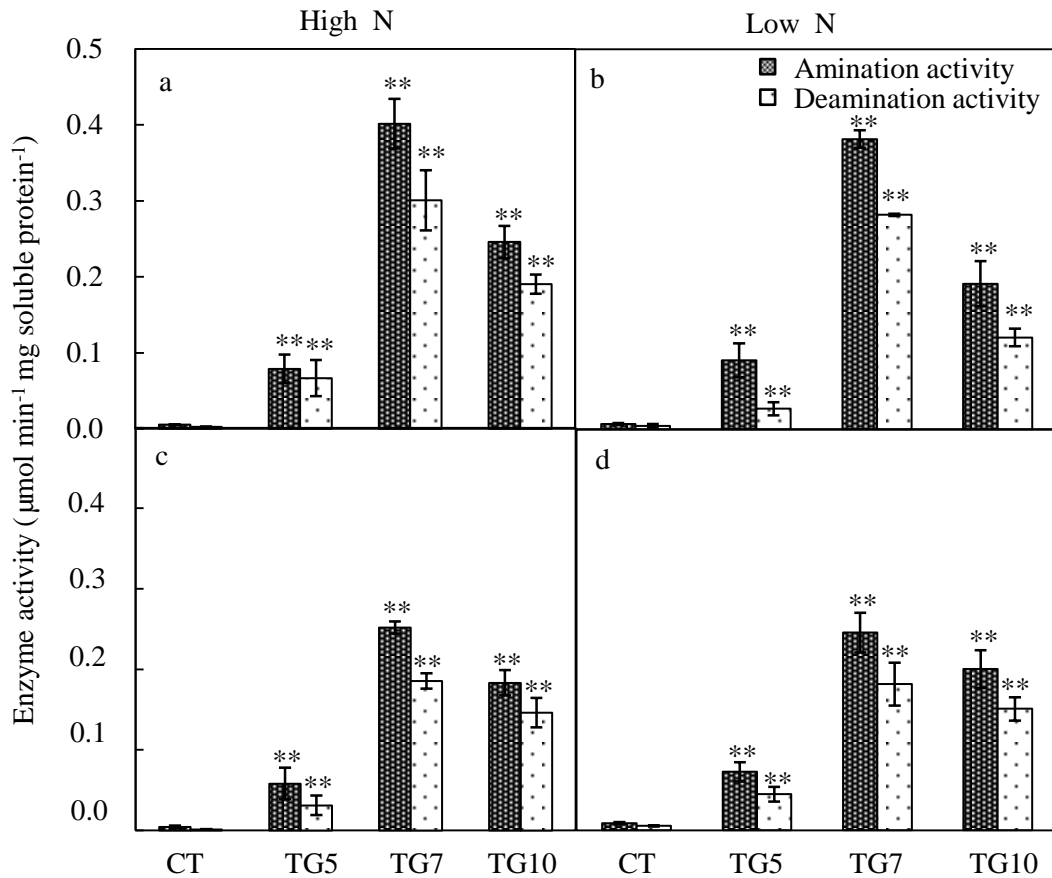 High N
Low N
Enzyme activity ( μmol min⁻¹ mg soluble protein⁻¹)
0.5
0.4
0.3
0.2
0.1
0.0
a
** ** ** ** ** **
b
Amination activity
Deamination activity
** ** ** ** ** **
0.4
0.3
0.2
0.1
0.0
c
** ** ** ** ** **
d
** ** ** ** ** **
CT TG5 TG7 TG10 CT TG5 TG7 TG10